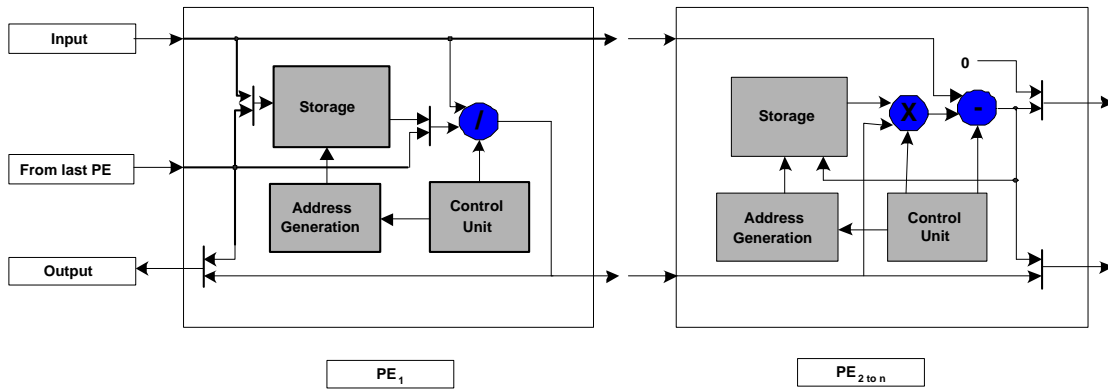 Input
From last PE
Output
Storage
/
Address
Generation
Control
Unit
PE1
0
Storage
X
-
Address
Generation
Control
Unit
PE2 to n